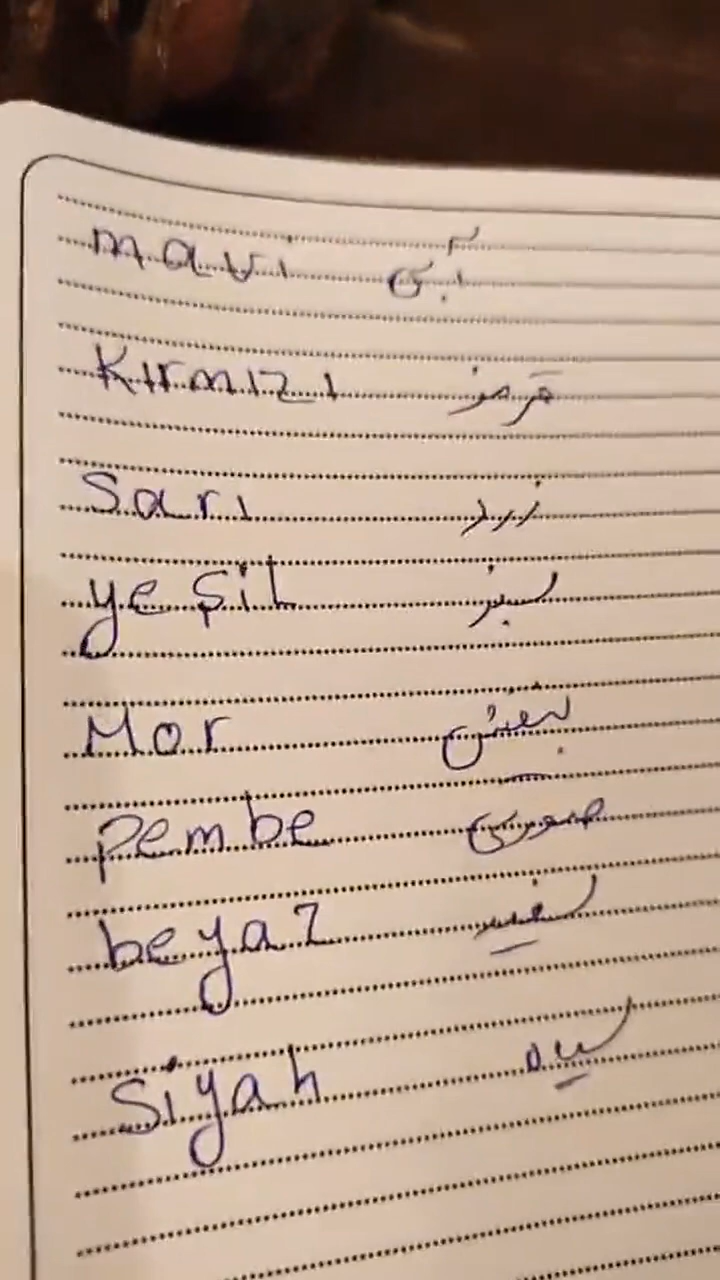 mavi آبی
Kırmızı قرمز
Sarı زرد
yeşil سبز
Mor بنفش
pembe صورتی
beyaz سفید
Siyah سیاه